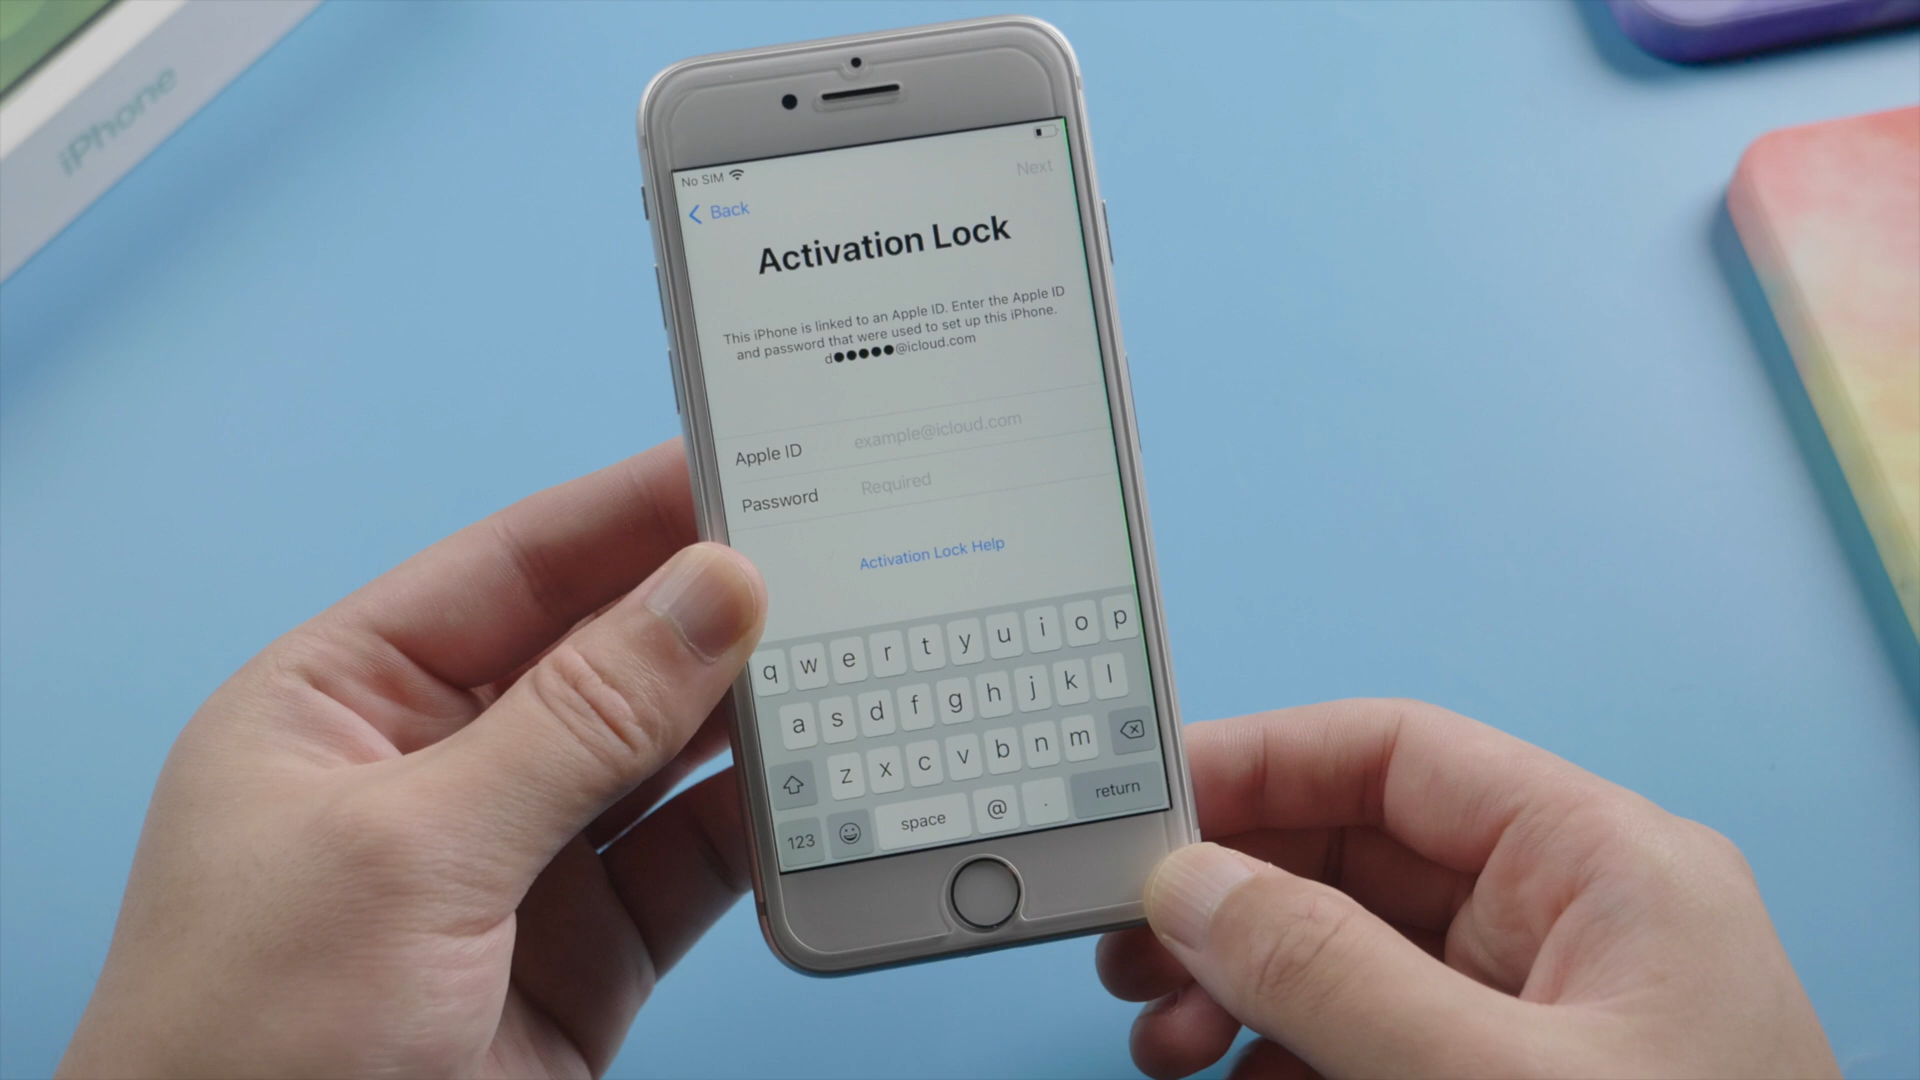 iPhone
No SIM
Next
Back
Activation Lock
This iPhone is linked to an Apple ID. Enter the Apple ID
and password that were used to set up this iPhone.
d●●●●●@icloud.com
Apple ID example@icloud.com
Password Required
Activation Lock Help
q w e r t y u i o p
a s d f g h j k l
z x c v b n m
123 space @ . return